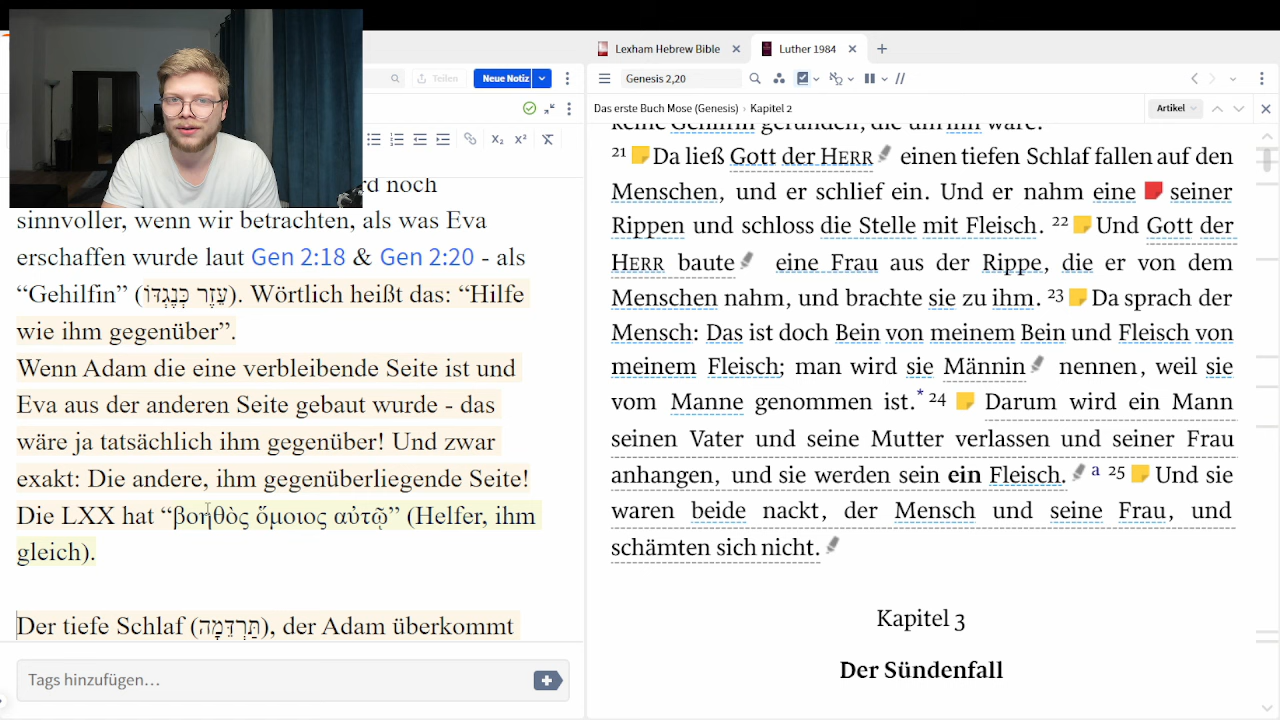 Teilen
Neue Notiz
rd noch
sinnvoller, wenn wir betrachten, als was Eva
erschaffen wurde laut Gen 2:18 & Gen 2:20 - als
“Gehilfin” (עֵזֶר כְּנֶגְדּוֹ). Wörtlich heißt das: “Hilfe
wie ihm gegenüber”.
Wenn Adam die eine verbleibende Seite ist und
Eva aus der anderen Seite gebaut wurde - das
wäre ja tatsächlich ihm gegenüber! Und zwar
exakt: Die andere, ihm gegenüberliegende Seite!
Die LXX hat “βοηθὸς ὅμοιος αὐτῷ” (Helfer, ihm
gleich).
Der tiefe Schlaf (תַּרְדֵּמָה), der Adam überkommt
Tags hinzufügen…
Lexham Hebrew Bible
Luther 1984
Genesis 2,20
Das erste Buch Mose (Genesis) › Kapitel 2
Artikel
keine Gehilfin gefunden, die um ihn wäre.
21 Da ließ Gott der HERR einen tiefen Schlaf fallen auf den
Menschen, und er schlief ein. Und er nahm eine seiner
Rippen und schloss die Stelle mit Fleisch. 22 Und Gott der
HERR baute eine Frau aus der Rippe, die er von dem
Menschen nahm, und brachte sie zu ihm. 23 Da sprach der
Mensch: Das ist doch Bein von meinem Bein und Fleisch von
meinem Fleisch; man wird sie Männin nennen, weil sie
vom Manne genommen ist.* 24 Darum wird ein Mann
seinen Vater und seine Mutter verlassen und seiner Frau
anhangen, und sie werden sein ein Fleisch. a 25 Und sie
waren beide nackt, der Mensch und seine Frau, und
schämten sich nicht.
Kapitel 3
Der Sündenfall